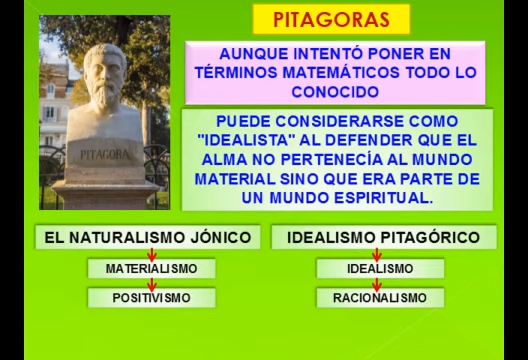 PITAGORAS
AUNQUE INTENTÓ PONER EN
TÉRMINOS MATEMÁTICOS TODO LO
CONOCIDO
PUEDE CONSIDERARSE COMO
"IDEALISTA" AL DEFENDER QUE EL
ALMA NO PERTENECÍA AL MUNDO
MATERIAL SINO QUE ERA PARTE DE
UN MUNDO ESPIRITUAL.
PITAGORA
EL NATURALISMO JÓNICO
MATERIALISMO
POSITIVISMO
IDEALISMO PITAGÓRICO
IDEALISMO
RACIONALISMO